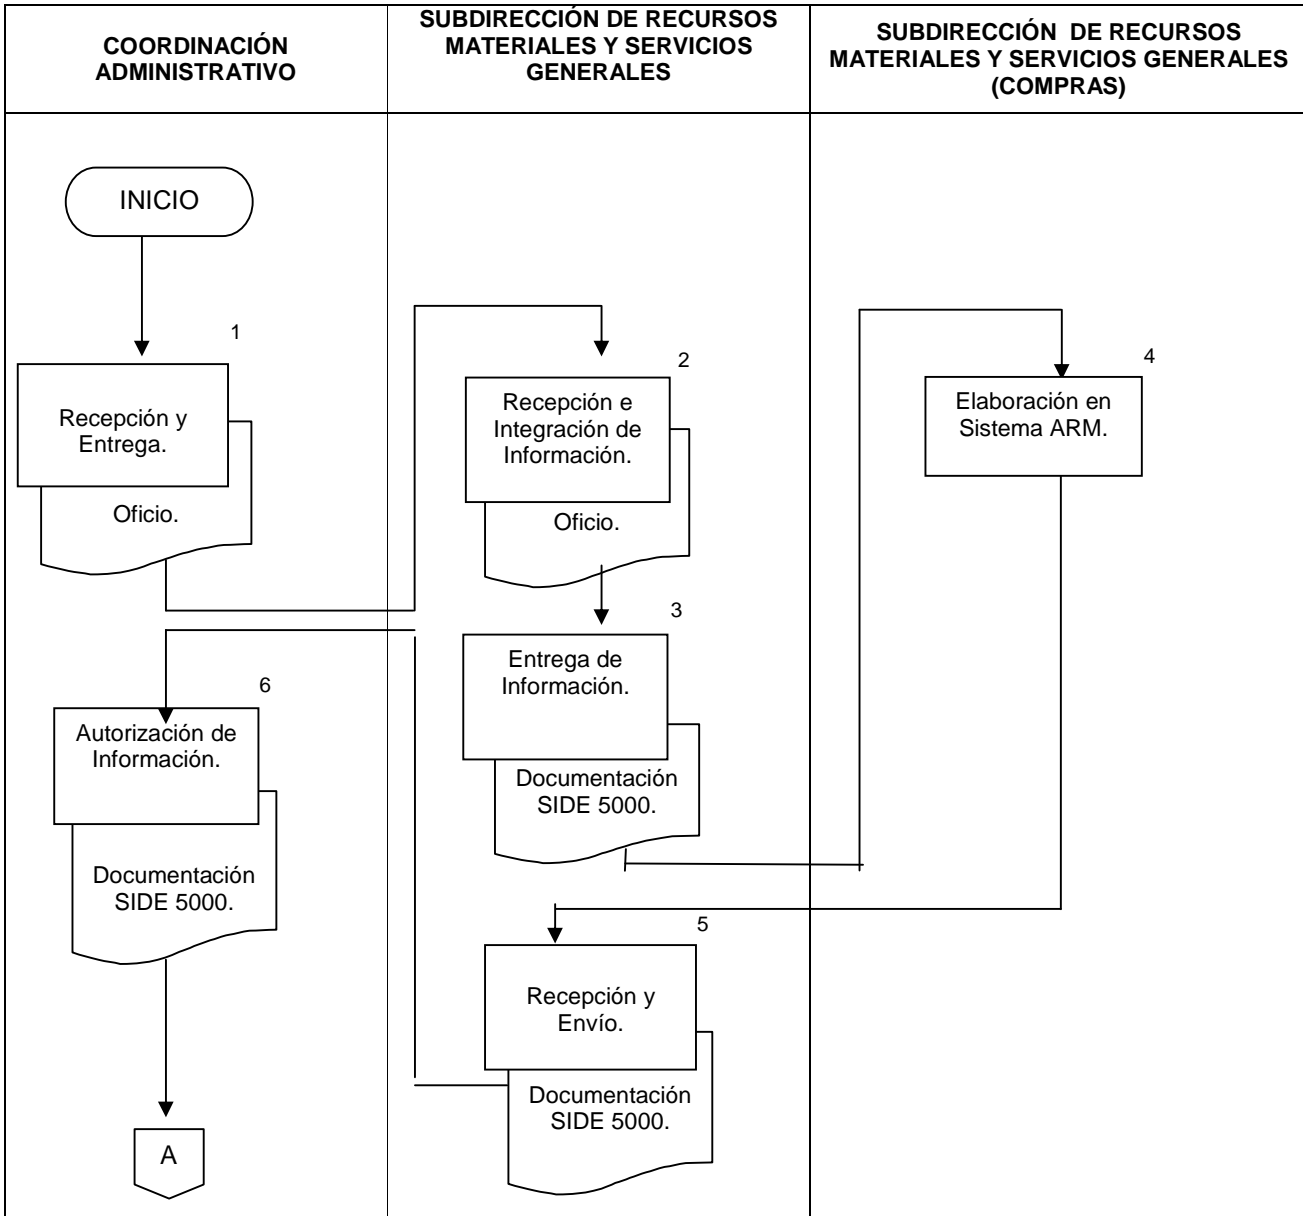 COORDINACIÓN
ADMINISTRATIVO
SUBDIRECCIÓN DE RECURSOS
MATERIALES Y SERVICIOS
GENERALES
SUBDIRECCIÓN DE RECURSOS
MATERIALES Y SERVICIOS GENERALES
(COMPRAS)
INICIO
1
Recepción y
Entrega.
Oficio.
2
Recepción e
Integración de
Información.
Oficio.
3
Entrega de
Información.
Documentación
SIDE 5000.
4
Elaboración en
Sistema ARM.
5
Recepción y
Envío.
Documentación
SIDE 5000.
6
Autorización de
Información.
Documentación
SIDE 5000.
A